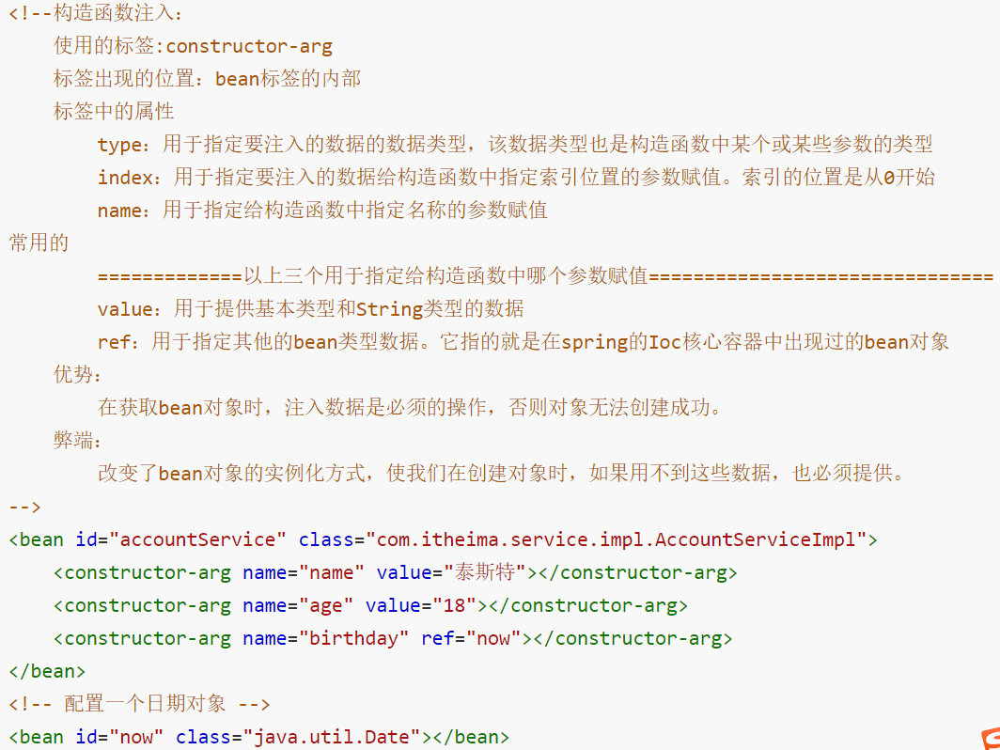 <!--构造函数注入:
使用的标签:constructor-arg
标签出现的位置：bean标签的内部
标签中的属性
type：用于指定要注入的数据的数据类型，该数据类型也是构造函数中某个或某些参数的类型
index：用于指定要注入的数据给构造函数中指定索引位置的参数赋值。索引的位置是从0开始
name：用于指定给构造函数中指定名称的参数赋值
常用的
=============以上三个用于指定给构造函数中哪个参数赋值===============================
value：用于提供基本类型和String类型的数据
ref：用于指定其他的bean类型数据。它指的就是在spring的Ioc核心容器中出现过的bean对象
优势：
在获取bean对象时，注入数据是必须的操作，否则对象无法创建成功。
弊端：
改变了bean对象的实例化方式，使我们在创建对象时，如果用不到这些数据，也必须提供。
-->
<bean id="accountService" class="com.itheima.service.impl.AccountServiceImpl">
<constructor-arg name="name" value="泰斯特"></constructor-arg>
<constructor-arg name="age" value="18"></constructor-arg>
<constructor-arg name="birthday" ref="now"></constructor-arg>
</bean>
<!-- 配置一个日期对象 -->
<bean id="now" class="java.util.Date"></bean>